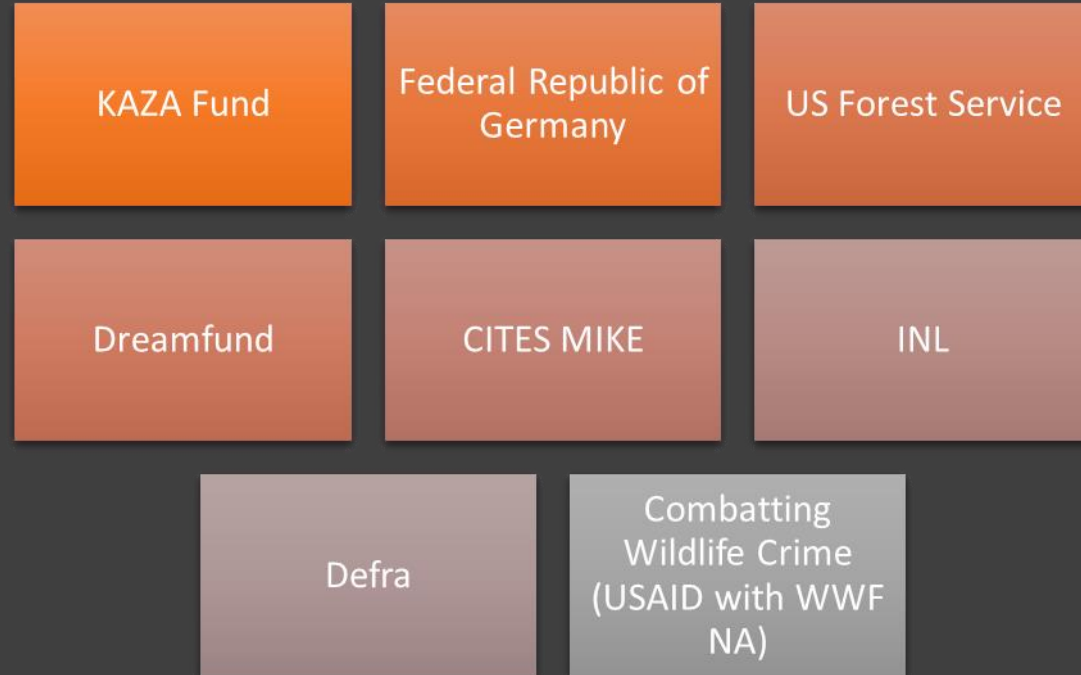 KAZA Fund
Federal Republic of
Germany
US Forest Service
Dreamfund
CITES MIKE
INL
Defra
Combatting
Wildlife Crime
(USAID with WWF
NA)